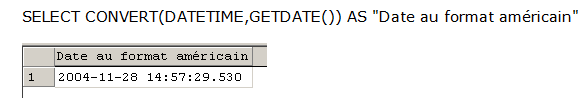 SELECT CONVERT(DATETIME,GETDATE()) AS "Date au format américain"
Date au format américain
1 2004-11-28 14:57:29.530